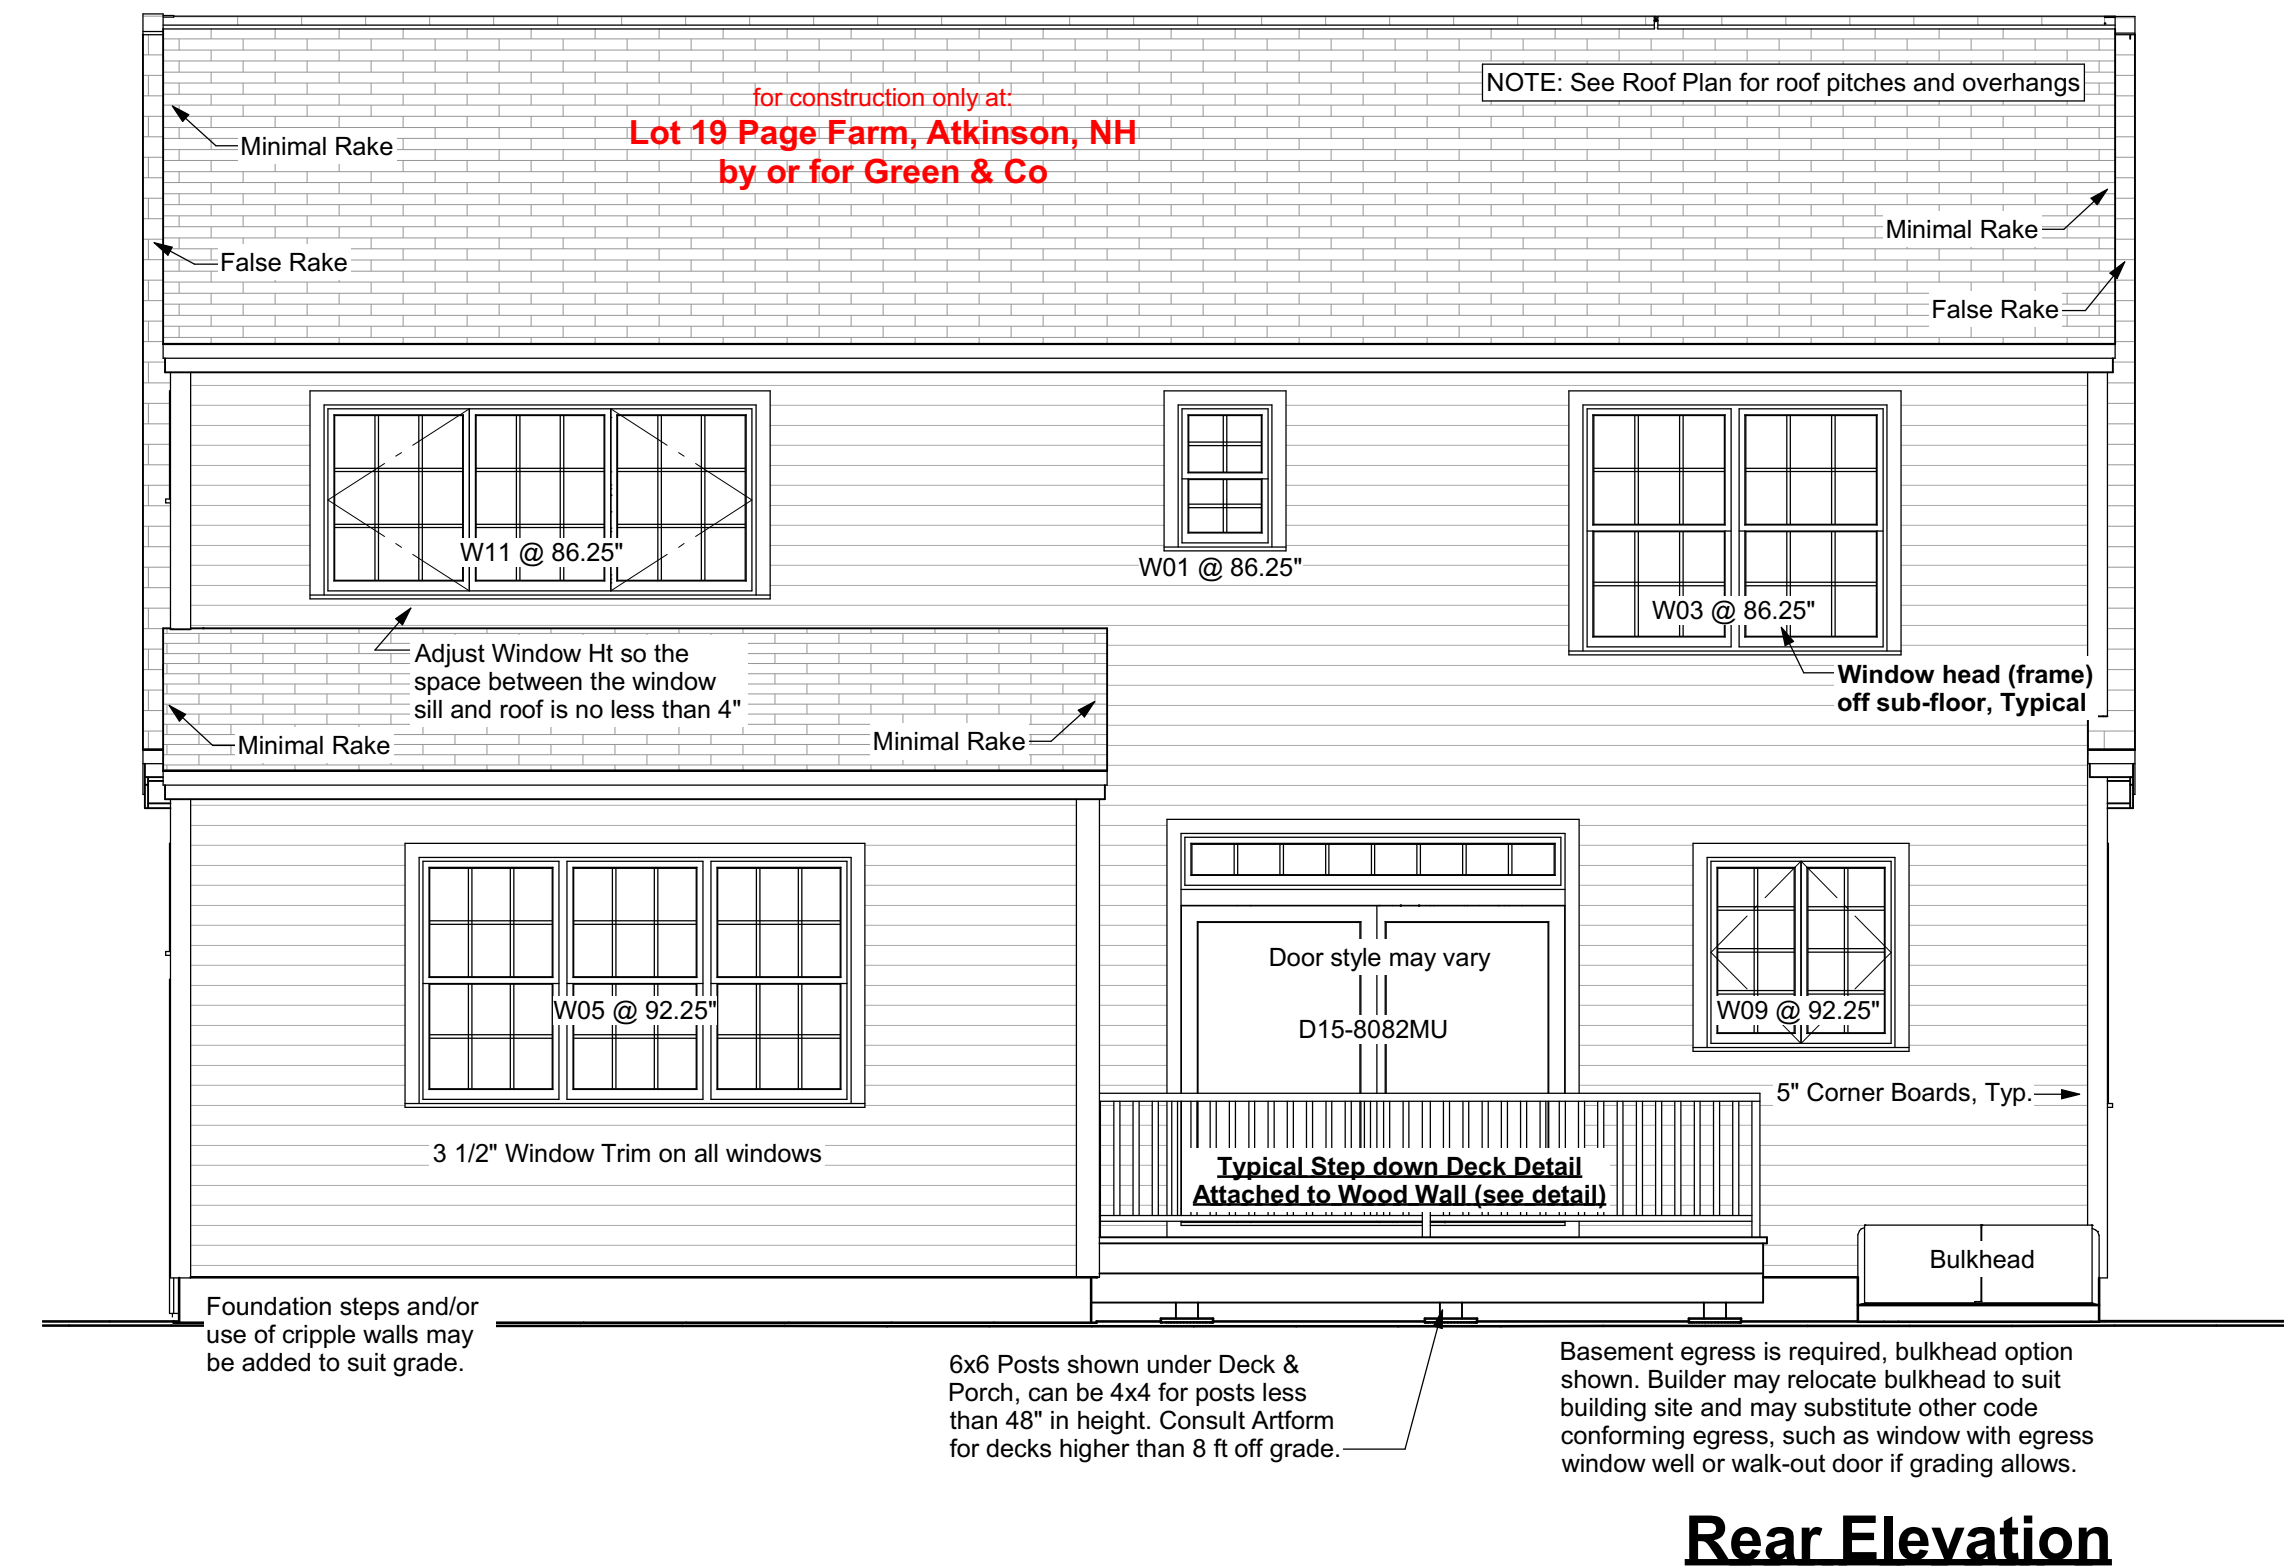 for construction only at:
Lot 19 Page Farm, Atkinson, NH
by or for Green & Co
NOTE: See Roof Plan for roof pitches and overhangs
Minimal Rake
False Rake
Minimal Rake
False Rake
W11 @ 86.25"
W01 @ 86.25"
W03 @ 86.25"
Adjust Window Ht so the
space between the window
sill and roof is no less than 4"
Window head (frame)
off sub-floor, Typical
Minimal Rake
Minimal Rake
Door style may vary
W05 @ 92.25"
D15-8082MU
W09 @ 92.25"
5" Corner Boards, Typ.
3 1/2" Window Trim on all windows
Typical Step down Deck Detail
Attached to Wood Wall (see detail)
Bulkhead
Foundation steps and/or
use of cripple walls may
be added to suit grade.
6x6 Posts shown under Deck &
Porch, can be 4x4 for posts less
than 48" in height. Consult Artform
for decks higher than 8 ft off grade.
Basement egress is required, bulkhead option
shown. Builder may relocate bulkhead to suit
building site and may substitute other code
conforming egress, such as window with egress
window well or walk-out door if grading allows.
Rear Elevation